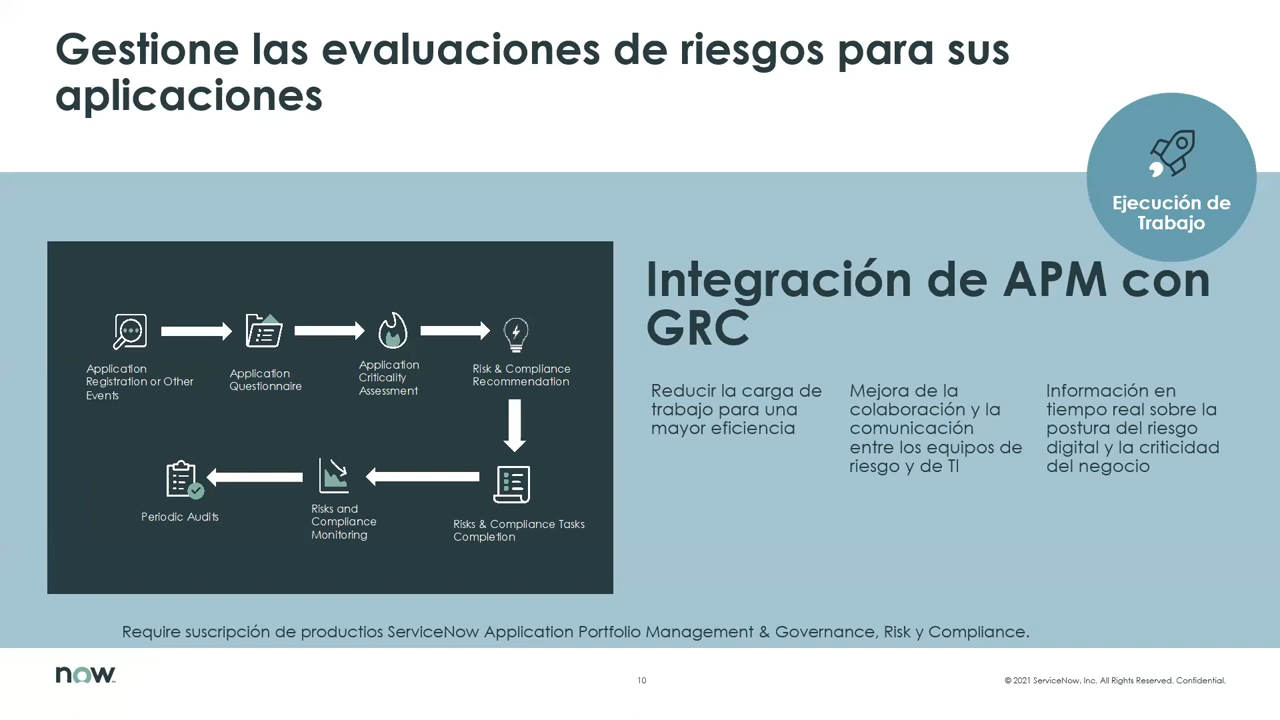 Gestione las evaluaciones de riesgos para sus
aplicaciones
Ejecución de
Trabajo
Application
Registration or Other
Events
Application
Questionnaire
Application
Criticality
Assessment
Risk & Compliance
Recommendation
Periodic Audits
Risks and
Compliance
Monitoring
Risks & Compliance Tasks
Completion
Integración de APM con
GRC
Reducir la carga de
trabajo para una
mayor eficiencia
Mejora de la
colaboración y la
comunicación
entre los equipos de
riesgo y de TI
Información en
tiempo real sobre la
postura del riesgo
digital y la criticidad
del negocio
Require suscripción de productios ServiceNow Application Portfolio Management & Governance, Risk y Compliance.
now
10
© 2021 ServiceNow, Inc. All Rights Reserved. Confidential.